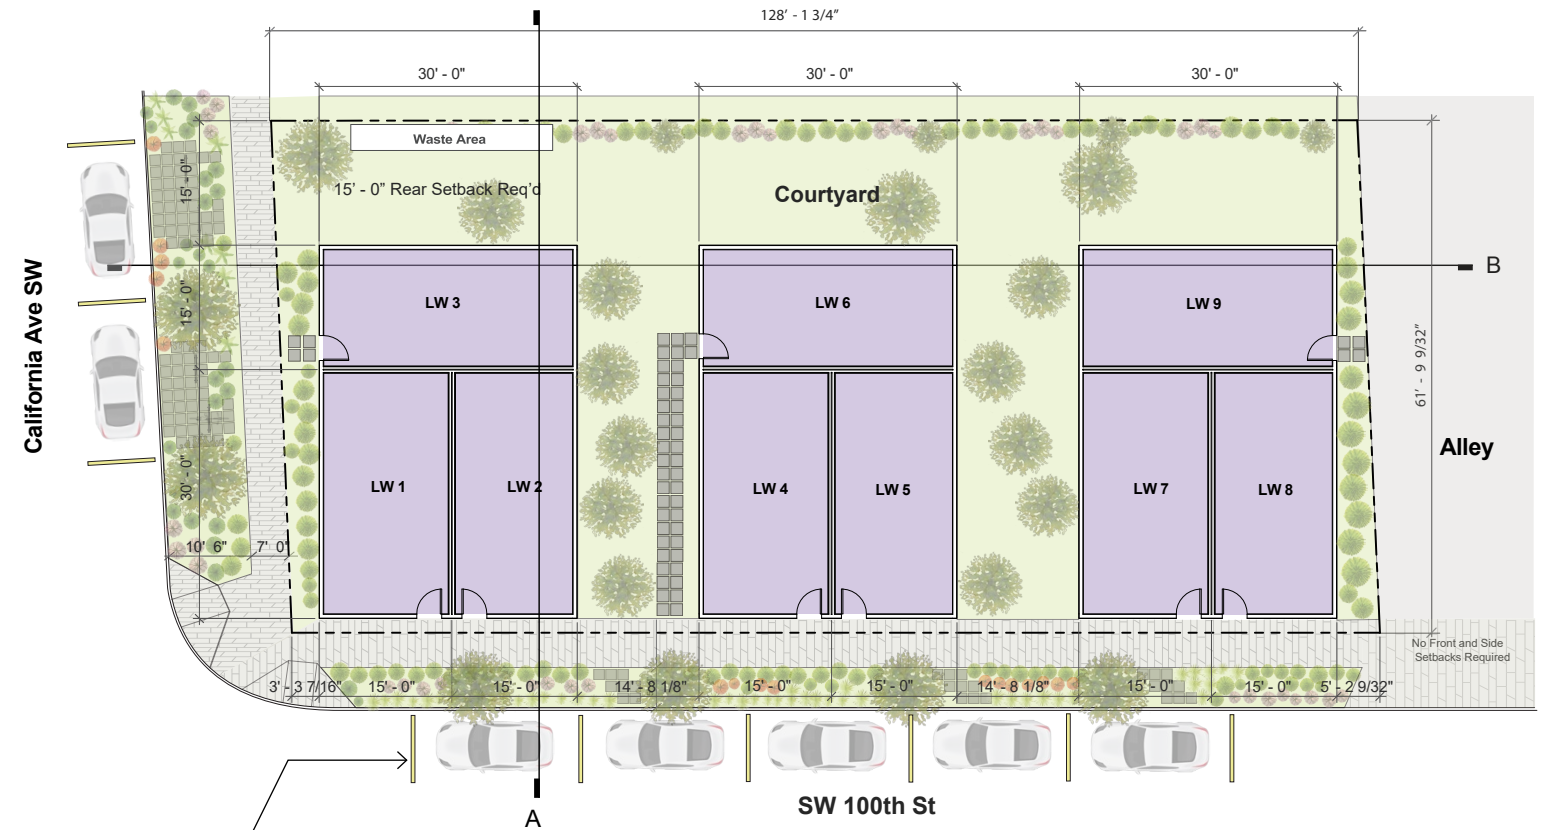 128' - 1 3/4"
30' - 0"
30' - 0"
30' - 0"
Waste Area
15' - 0" Rear Setback Req'd
Courtyard
15' - 0"
15' - 0"
30' - 0"
California Ave SW
LW 3
LW 6
LW 9
B
61' - 9 9/32"
Alley
LW 1
LW 2
LW 4
LW 5
LW 7
LW 8
10' 6"
7' 0"
No Front and Side
Setbacks Required
3' - 3 7/16"
15' - 0"
15' - 0"
14' - 8 1/8"
15' - 0"
15' - 0"
14' - 8 1/8"
15' - 0"
15' - 0"
5' - 2 9/32"
SW 100th St
A